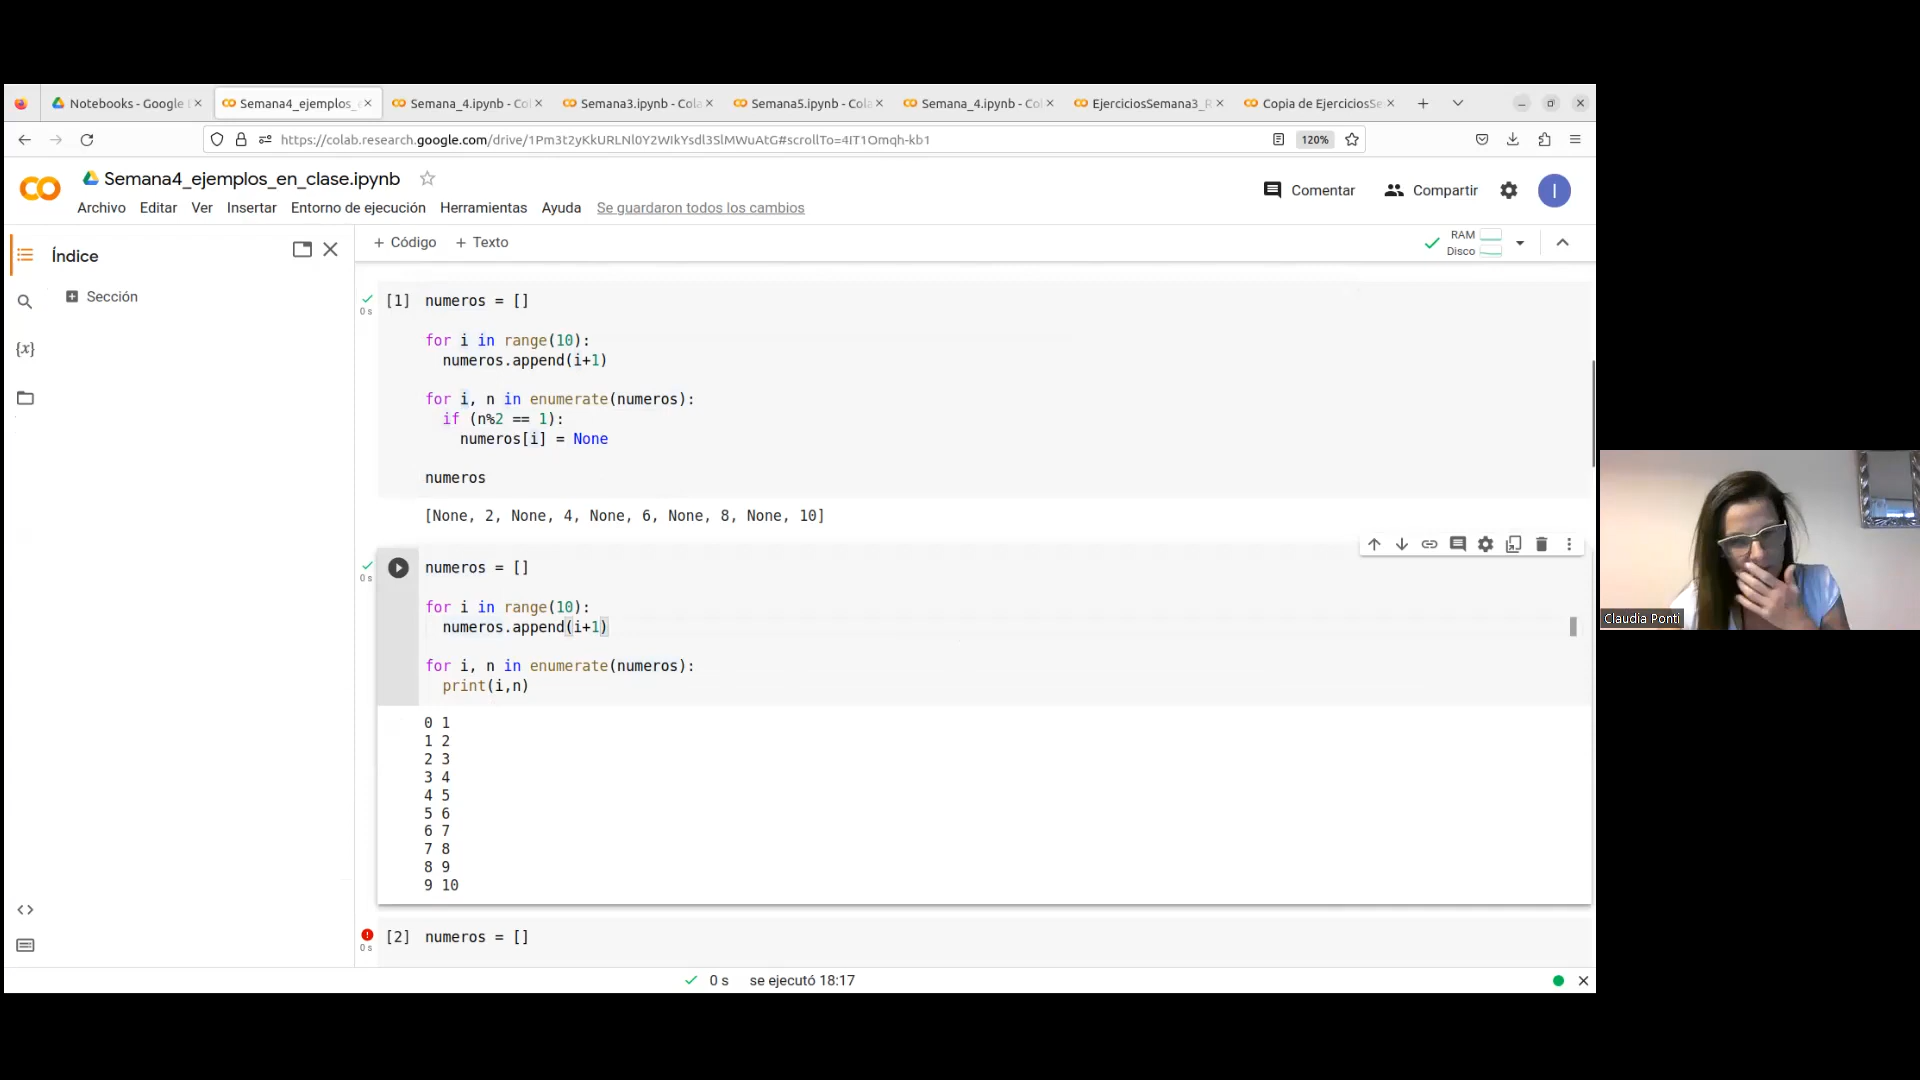 Notebooks - Google
Semana4_ejemplos_
Semana_4.ipynb - Co
Semana3.ipynb - Cola
Semana5.ipynb - Cola
Semana_4.ipynb - Co
EjerciciosSemana3_R
Copia de EjerciciosSe
https://colab.research.google.com/drive/1Pm3t2yKkURLNl0Y2WIkYsdl3SlMWuAtG#scrollTo=4IT1Omqh-kb1
120%
CO
Semana4_ejemplos_en_clase.ipynb
Comentar
Compartir
I
Archivo Editar Ver Insertar Entorno de ejecución Herramientas Ayuda Se guardaron todos los cambios
Índice
+ Código + Texto
RAM
Disco
Sección
{x}
[1] numeros = []
0 s
for i in range(10):
numeros.append(i+1)
for i, n in enumerate(numeros):
if (n%2 == 1):
numeros[i] = None
numeros
[None, 2, None, 4, None, 6, None, 8, None, 10]
numeros = []
0 s
for i in range(10):
numeros.append(i+1)
for i, n in enumerate(numeros):
print(i,n)
0 1
1 2
2 3
3 4
4 5
5 6
6 7
7 8
8 9
9 10
[2] numeros = []
0 s
0 s se ejecutó 18:17
Claudia Ponti